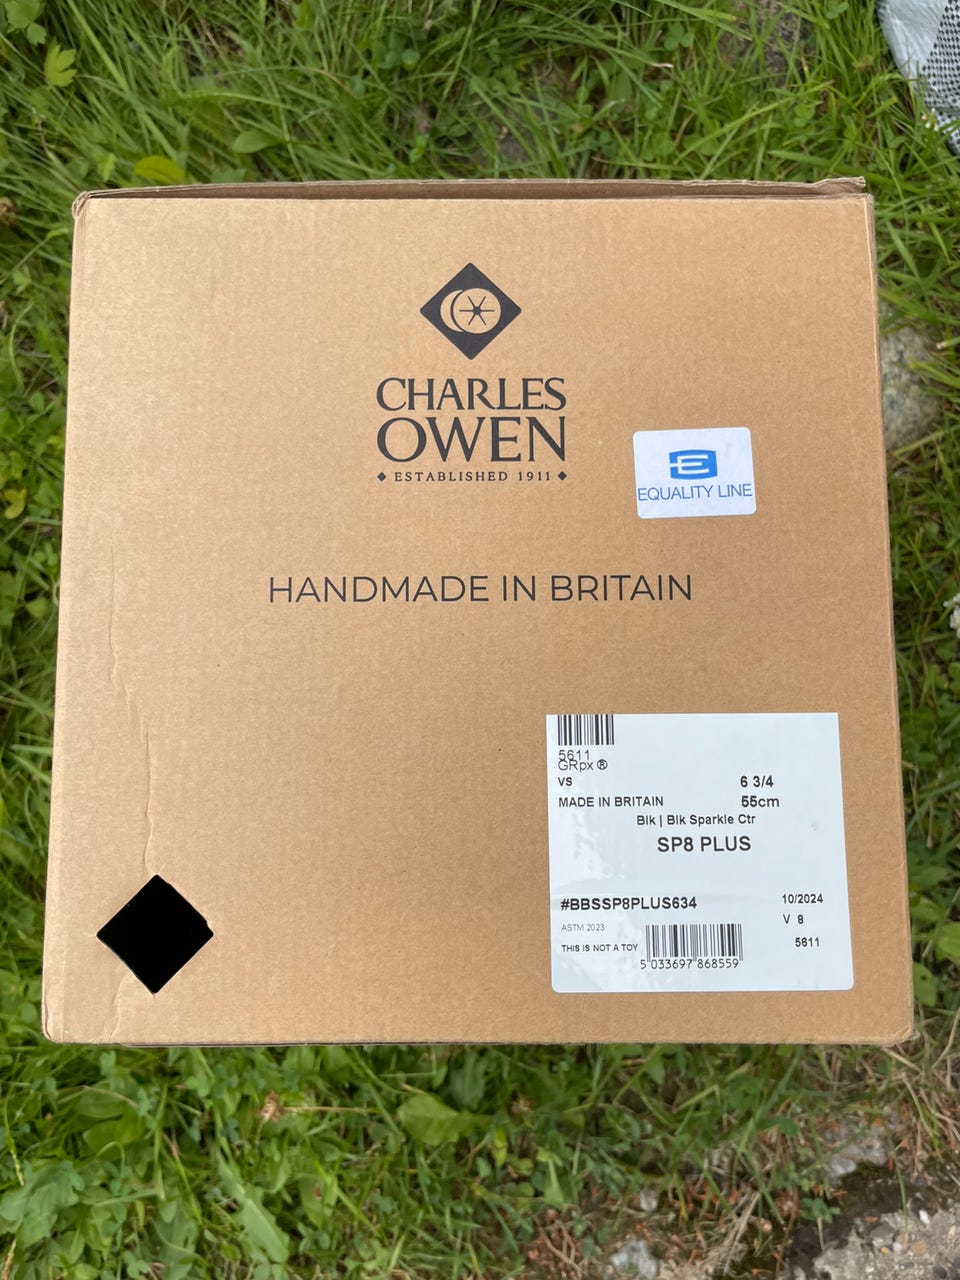 CHARLES
OWEN
ESTABLISHED 1911
EQUALITY LINE
HANDMADE IN BRITAIN
5611
GRpx ®
VS
6 3/4
MADE IN BRITAIN
55cm
Blk | Blk Sparkle Ctr
SP8 PLUS
#BBSSP8PLUS634
10/2024
V 8
ASTM 2023
5611
THIS IS NOT A TOY
5 033697 868559